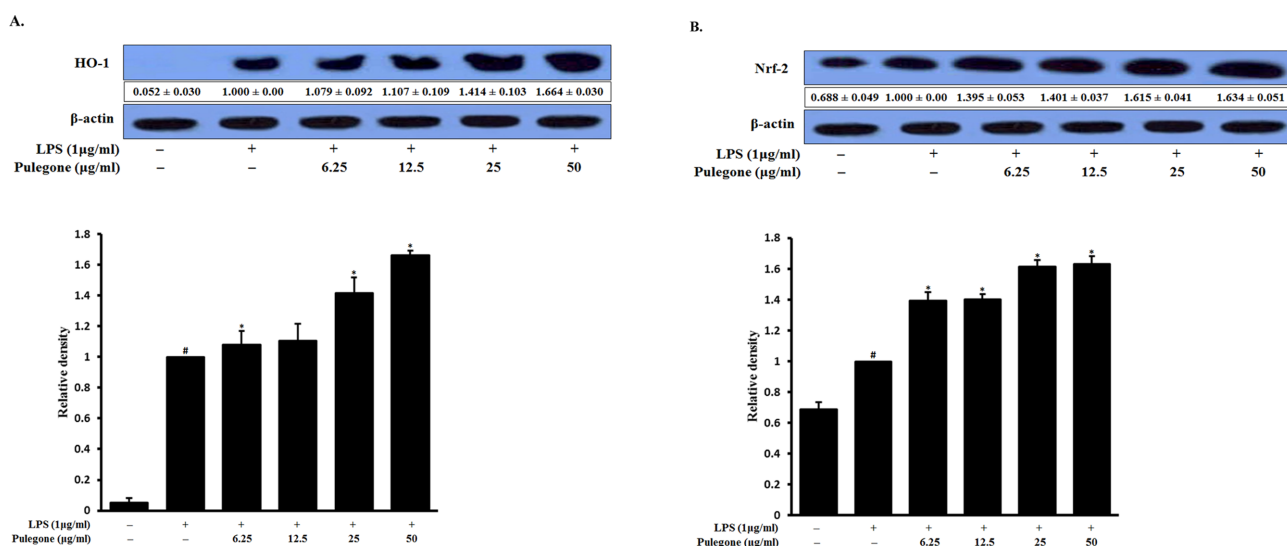 A.
HO-1
0.052 ± 0.030 1.000 ± 0.00 1.079 ± 0.092 1.107 ± 0.109 1.414 ± 0.103 1.664 ± 0.030
β-actin
LPS (1μg/ml) – + + + + +
Pulegone (μg/ml) – – 6.25 12.5 25 50
1.8
1.6
1.4
1.2
1
0.8
0.6
0.4
0.2
0
Relative density
# * * *
LPS (1μg/ml) – + + + + +
Pulegone (μg/ml) – – 6.25 12.5 25 50
B.
Nrf-2
0.688 ± 0.049 1.000 ± 0.00 1.395 ± 0.053 1.401 ± 0.037 1.615 ± 0.041 1.634 ± 0.051
β-actin
LPS (1μg/ml) – + + + + +
Pulegone (μg/ml) – – 6.25 12.5 25 50
1.8
1.6
1.4
1.2
1
0.8
0.6
0.4
0.2
0
Relative density
# * * * *
LPS (1μg/ml) – + + + + +
Pulegone (μg/ml) – – 6.25 12.5 25 50